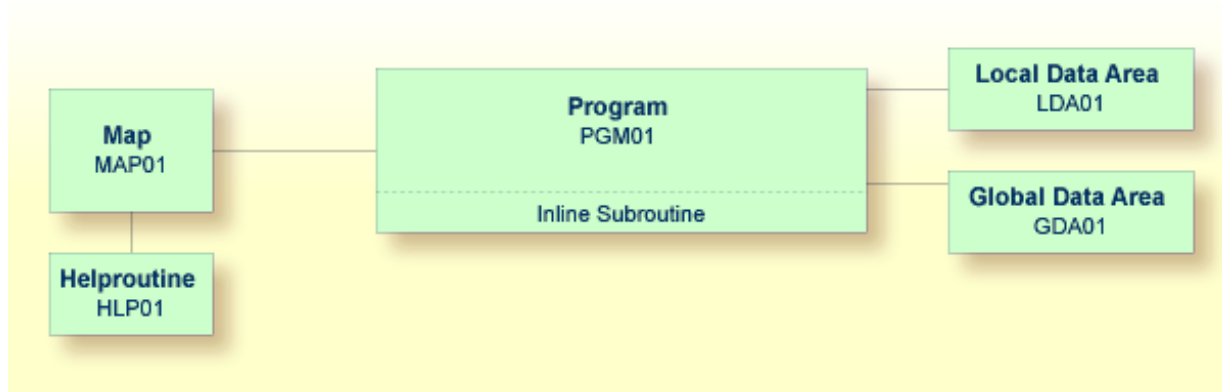 Map
MAP01
Helproutine
HLP01
Program
PGM01
Inline Subroutine
Local Data Area
LDA01
Global Data Area
GDA01